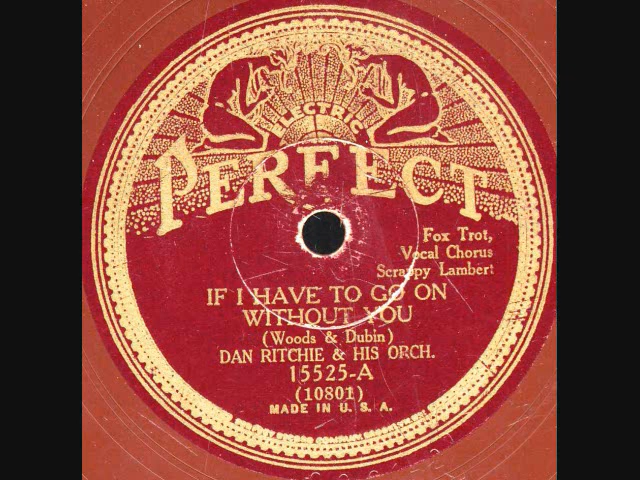 ELECTRIC
PERFECT
Fox Trot,
Vocal Chorus
Scrappy Lambert
IF I HAVE TO GO ON
WITHOUT YOU
(Woods & Dubin)
DAN RITCHIE & HIS ORCH.
15525-A
(10801)
MADE IN U.S.A.